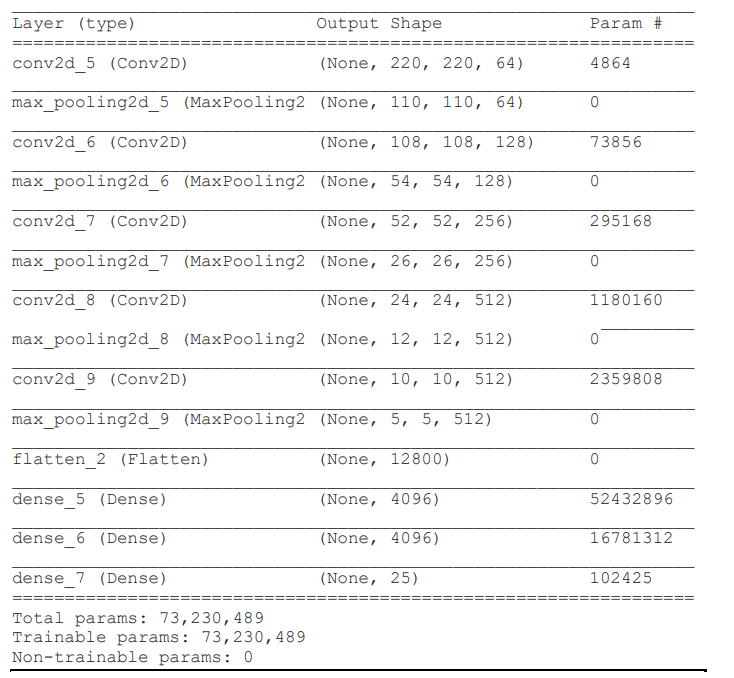 Layer (type) Output Shape Param #
=================================================================
conv2d_5 (Conv2D) (None, 220, 220, 64) 4864
max_pooling2d_5 (MaxPooling2 (None, 110, 110, 64) 0
conv2d_6 (Conv2D) (None, 108, 108, 128) 73856
max_pooling2d_6 (MaxPooling2 (None, 54, 54, 128) 0
conv2d_7 (Conv2D) (None, 52, 52, 256) 295168
max_pooling2d_7 (MaxPooling2 (None, 26, 26, 256) 0
conv2d_8 (Conv2D) (None, 24, 24, 512) 1180160
max_pooling2d_8 (MaxPooling2 (None, 12, 12, 512) 0
conv2d_9 (Conv2D) (None, 10, 10, 512) 2359808
max_pooling2d_9 (MaxPooling2 (None, 5, 5, 512) 0
flatten_2 (Flatten) (None, 12800) 0
dense_5 (Dense) (None, 4096) 52432896
dense_6 (Dense) (None, 4096) 16781312
dense_7 (Dense) (None, 25) 102425
=================================================================
Total params: 73,230,489
Trainable params: 73,230,489
Non-trainable params: 0